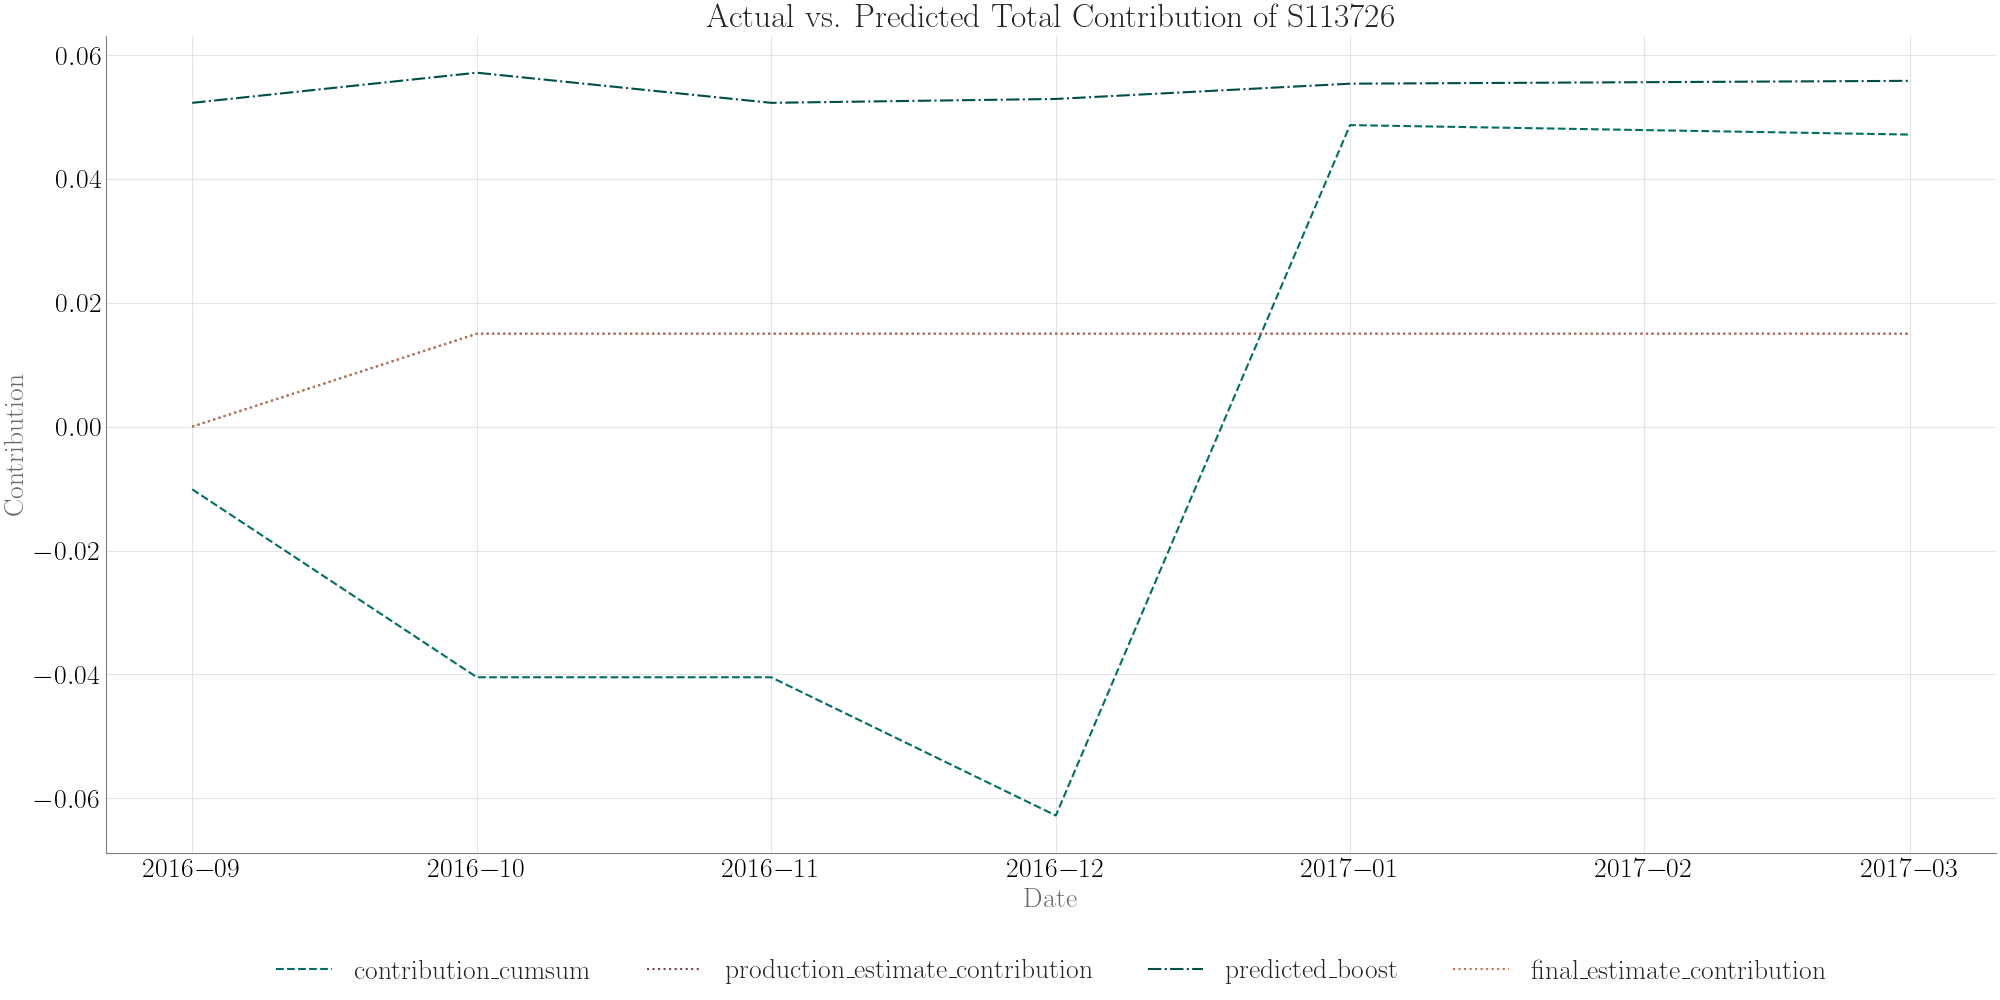 Actual vs. Predicted Total Contribution of S113726
0.06
0.04
0.02
0.00
−0.02
−0.04
−0.06
Contribution
2016−09 2016−10 2016−11 2016−12 2017−01 2017−02 2017−03
Date
contribution_cumsum production_estimate_contribution predicted_boost final_estimate_contribution